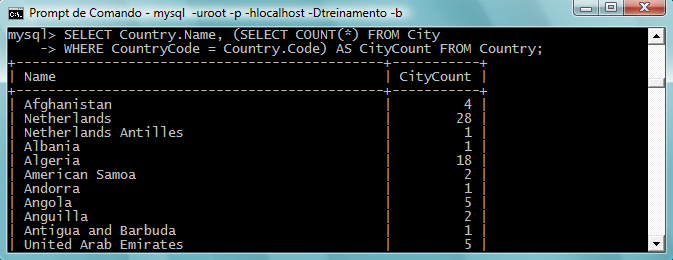 Prompt de Comando - mysql -uroot -p -hlocalhost -Dtreinamento -b
mysql> SELECT Country.Name, (SELECT COUNT(*) FROM City
    -> WHERE CountryCode = Country.Code) AS CityCount FROM Country;
+----------------------------------------------+-----------+
| Name                                         | CityCount |
+----------------------------------------------+-----------+
| Afghanistan                                  |         4 |
| Netherlands                                  |        28 |
| Netherlands Antilles                         |         1 |
| Albania                                      |         1 |
| Algeria                                      |        18 |
| American Samoa                               |         2 |
| Andorra                                      |         1 |
| Angola                                       |         5 |
| Anguilla                                     |         2 |
| Antigua and Barbuda                          |         1 |
| United Arab Emirates                         |         5 |